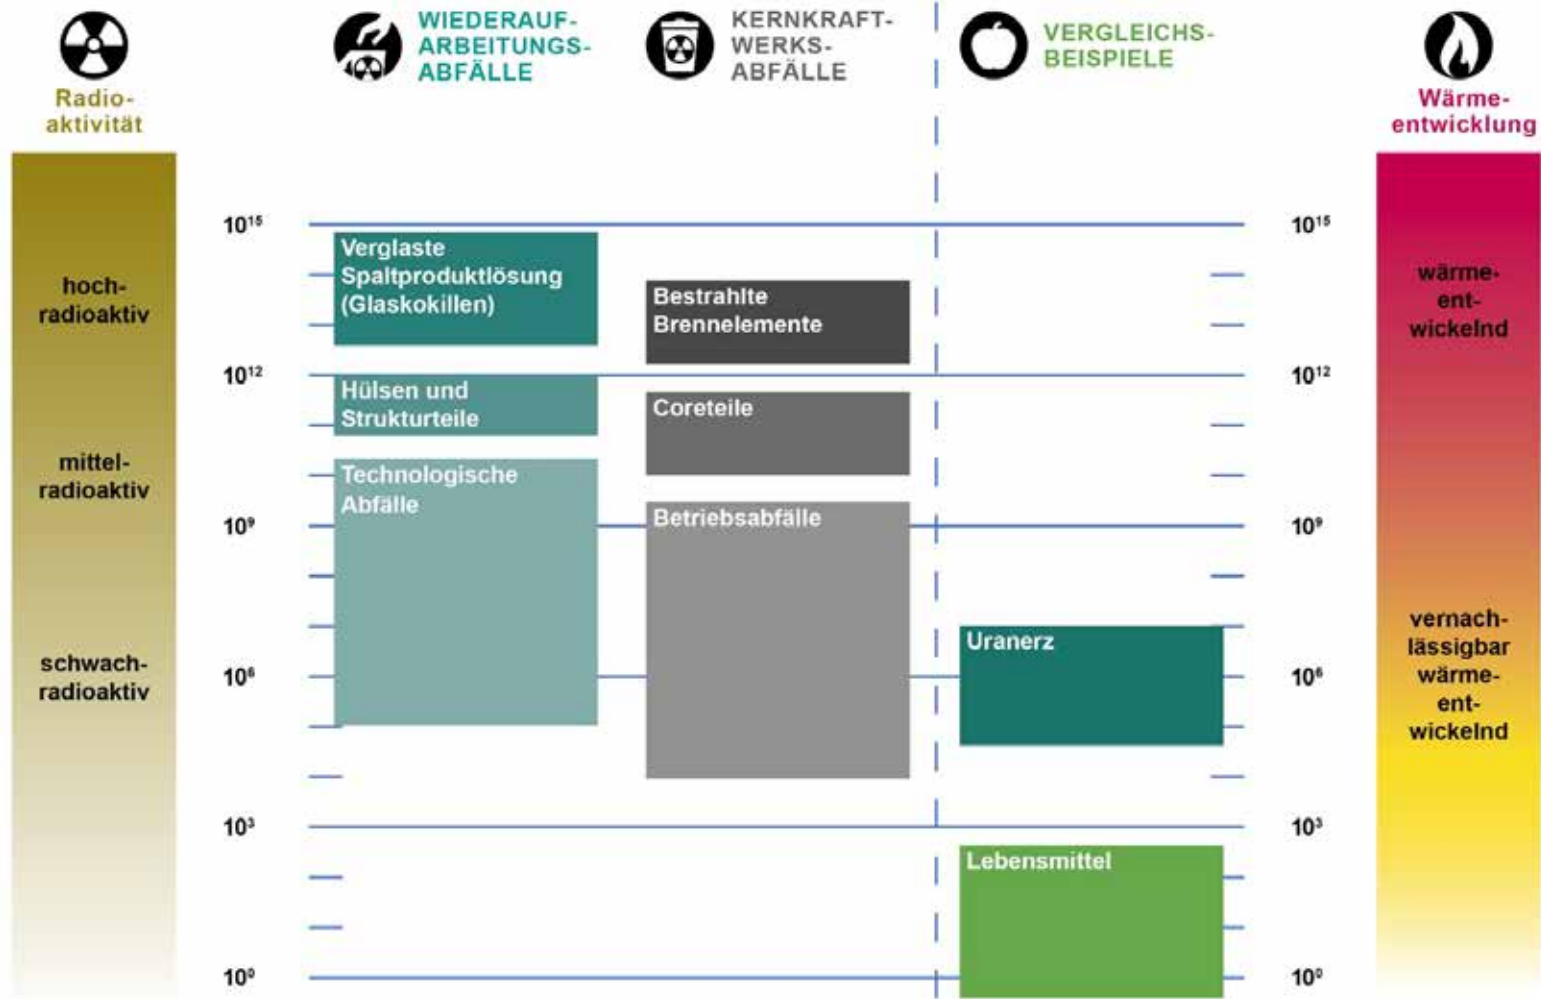 Radio-
aktivität
WIEDERAUF-
ARBEITUNGS-
ABFÄLLE
KERNKRAFT-
WERKS-
ABFÄLLE
VERGLEICHS-
BEISPIELE
Wärme-
entwicklung
hoch-
radioaktiv
mittel-
radioaktiv
schwach-
radioaktiv
10¹⁵
10¹²
10⁹
10⁶
10³
10⁰
Verglaste
Spaltproduktlösung
(Glaskokillen)
Hülsen und
Strukturteile
Technologische
Abfälle
Bestrahlte
Brennelemente
Coreteile
Betriebsabfälle
Uranerz
Lebensmittel
10¹⁵
10¹²
10⁹
10⁶
10³
10⁰
wärme-
ent-
wickelnd
vernach-
lässigbar
wärme-
ent-
wickelnd